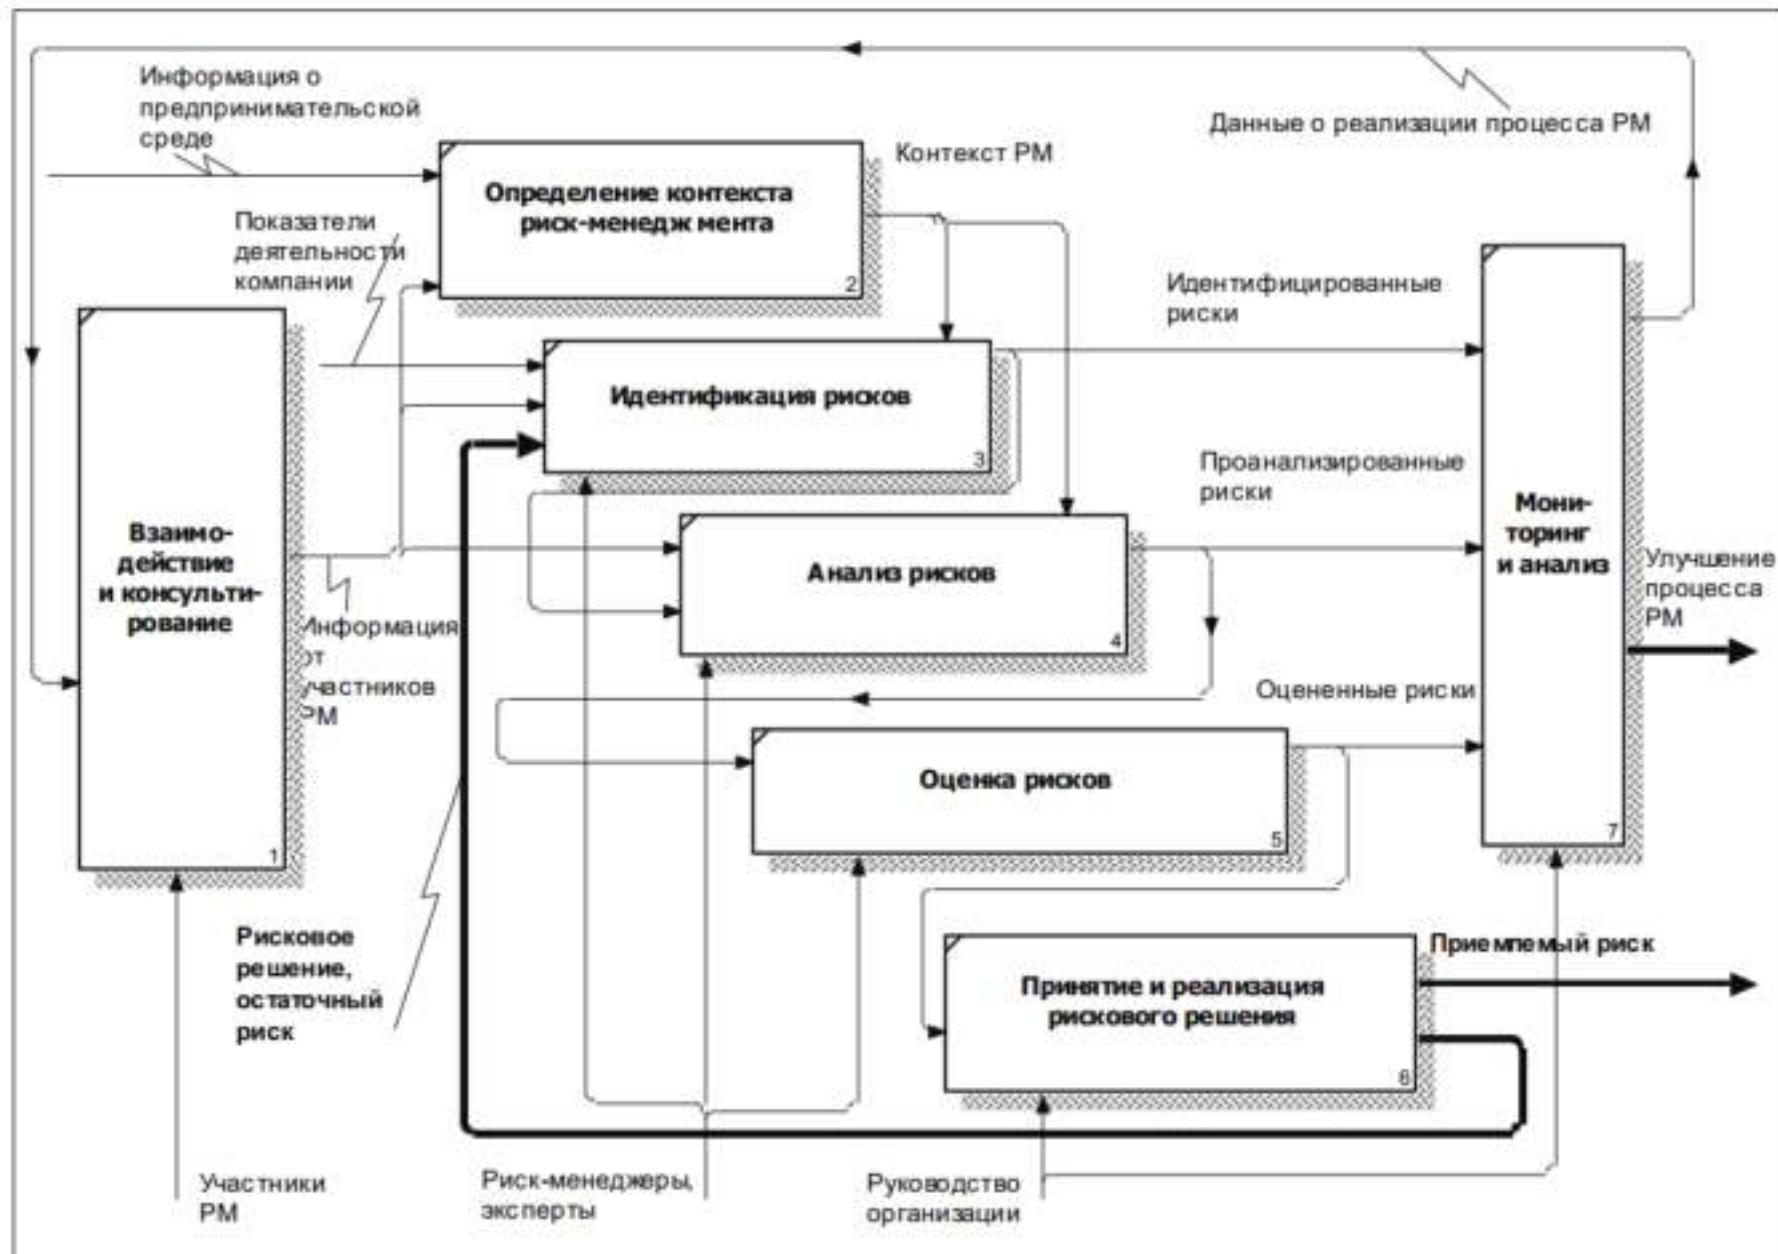 Информация о
предпринимательской
среде
Данные о реализации процесса РМ
Контекст РМ
Определение контекста
риск-менедж мента
2
Показатели
деятельности
компании
Идентифицированные
риски
Идентификация рисков
3
Проанализированные
риски
Мони-
торинг
и анализ
7
Взаимо-
действие
и консульти-
рование
1
Анализ рисков
4
Улучшение
процесса
РМ
Информация
от
участников
РМ
Оцененные риски
Оценка рисков
5
Рисковое
решение,
остаточный
риск
Приемлемый риск
Принятие и реализация
рискового решения
6
Участники
РМ
Риск-менеджеры,
эксперты
Руководство
организации